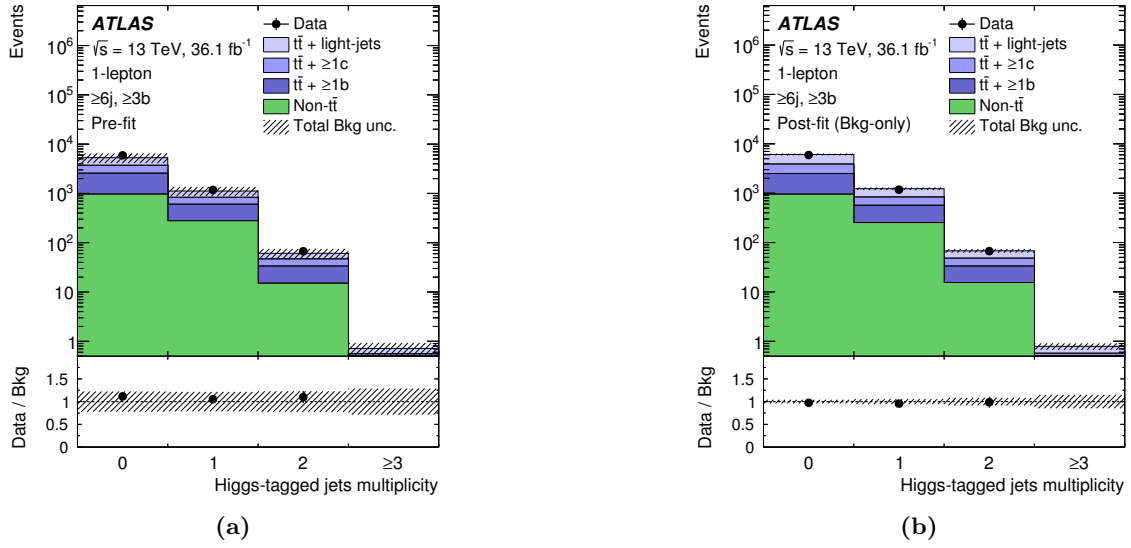 Events
ATLAS
√s = 13 TeV, 36.1 fb⁻¹
1-lepton
≥6j, ≥3b
Pre-fit
Data
tt̄ + light-jets
tt̄ + ≥1c
tt̄ + ≥1b
Non-tt̄
Total Bkg unc.
10⁶
10⁵
10⁴
10³
10²
10
1
Data / Bkg
1.5
1
0.5
0
0 1 2 ≥3
Higgs-tagged jets multiplicity
(a)
Events
ATLAS
√s = 13 TeV, 36.1 fb⁻¹
1-lepton
≥6j, ≥3b
Post-fit (Bkg-only)
Data
tt̄ + light-jets
tt̄ + ≥1c
tt̄ + ≥1b
Non-tt̄
Total Bkg unc.
10⁶
10⁵
10⁴
10³
10²
10
1
Data / Bkg
1.5
1
0.5
0
0 1 2 ≥3
Higgs-tagged jets multiplicity
(b)